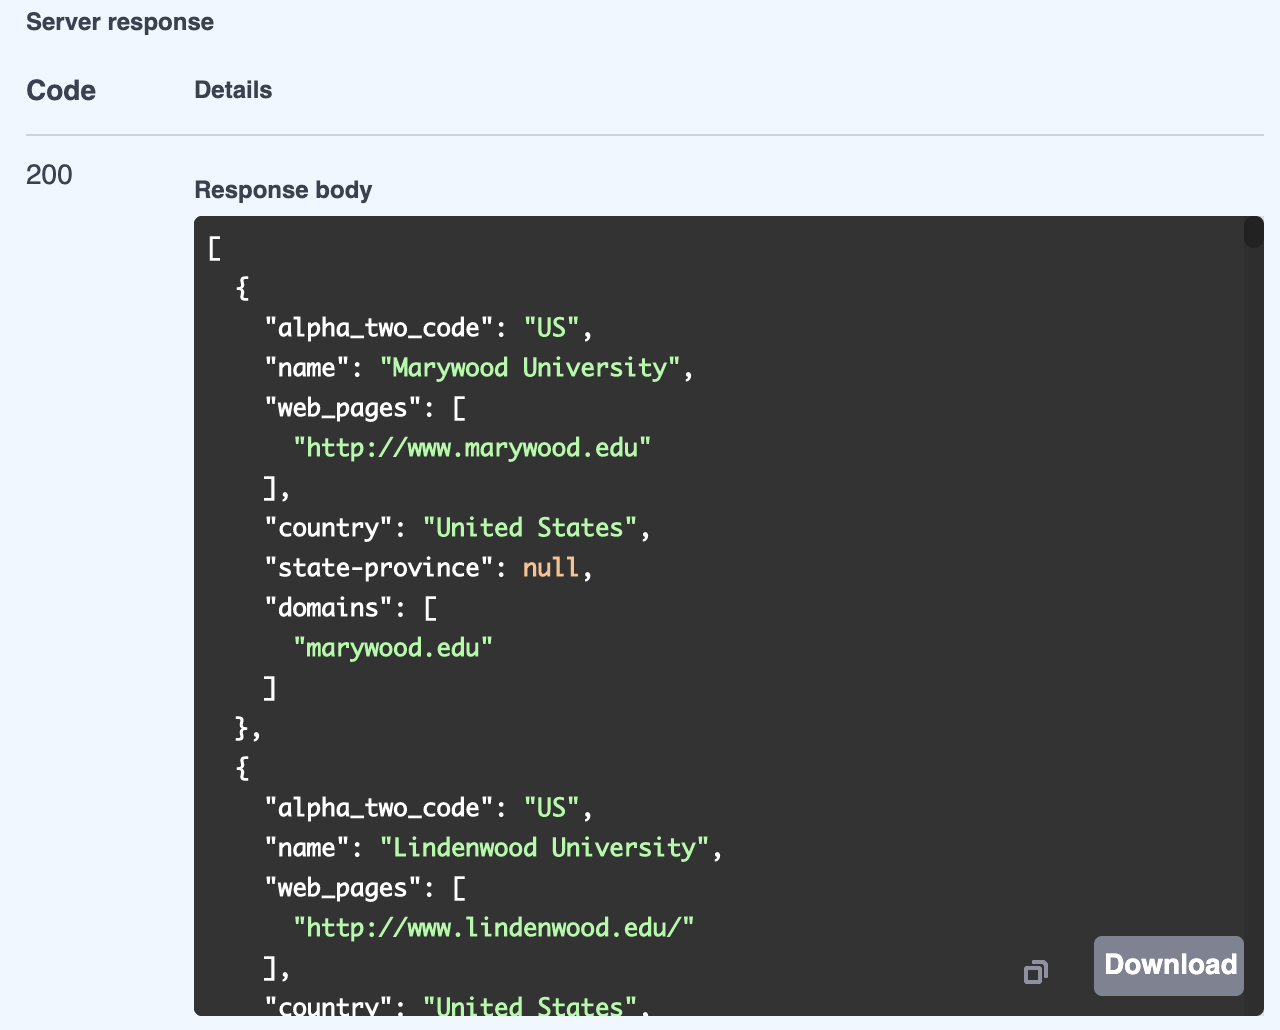 Server response
Code Details
200
Response body
[
  {
    "alpha_two_code": "US",
    "name": "Marywood University",
    "web_pages": [
      "http://www.marywood.edu"
    ],
    "country": "United States",
    "state-province": null,
    "domains": [
      "marywood.edu"
    ]
  },
  {
    "alpha_two_code": "US",
    "name": "Lindenwood University",
    "web_pages": [
      "http://www.lindenwood.edu/"
    ],
    "country": "United States",
Download